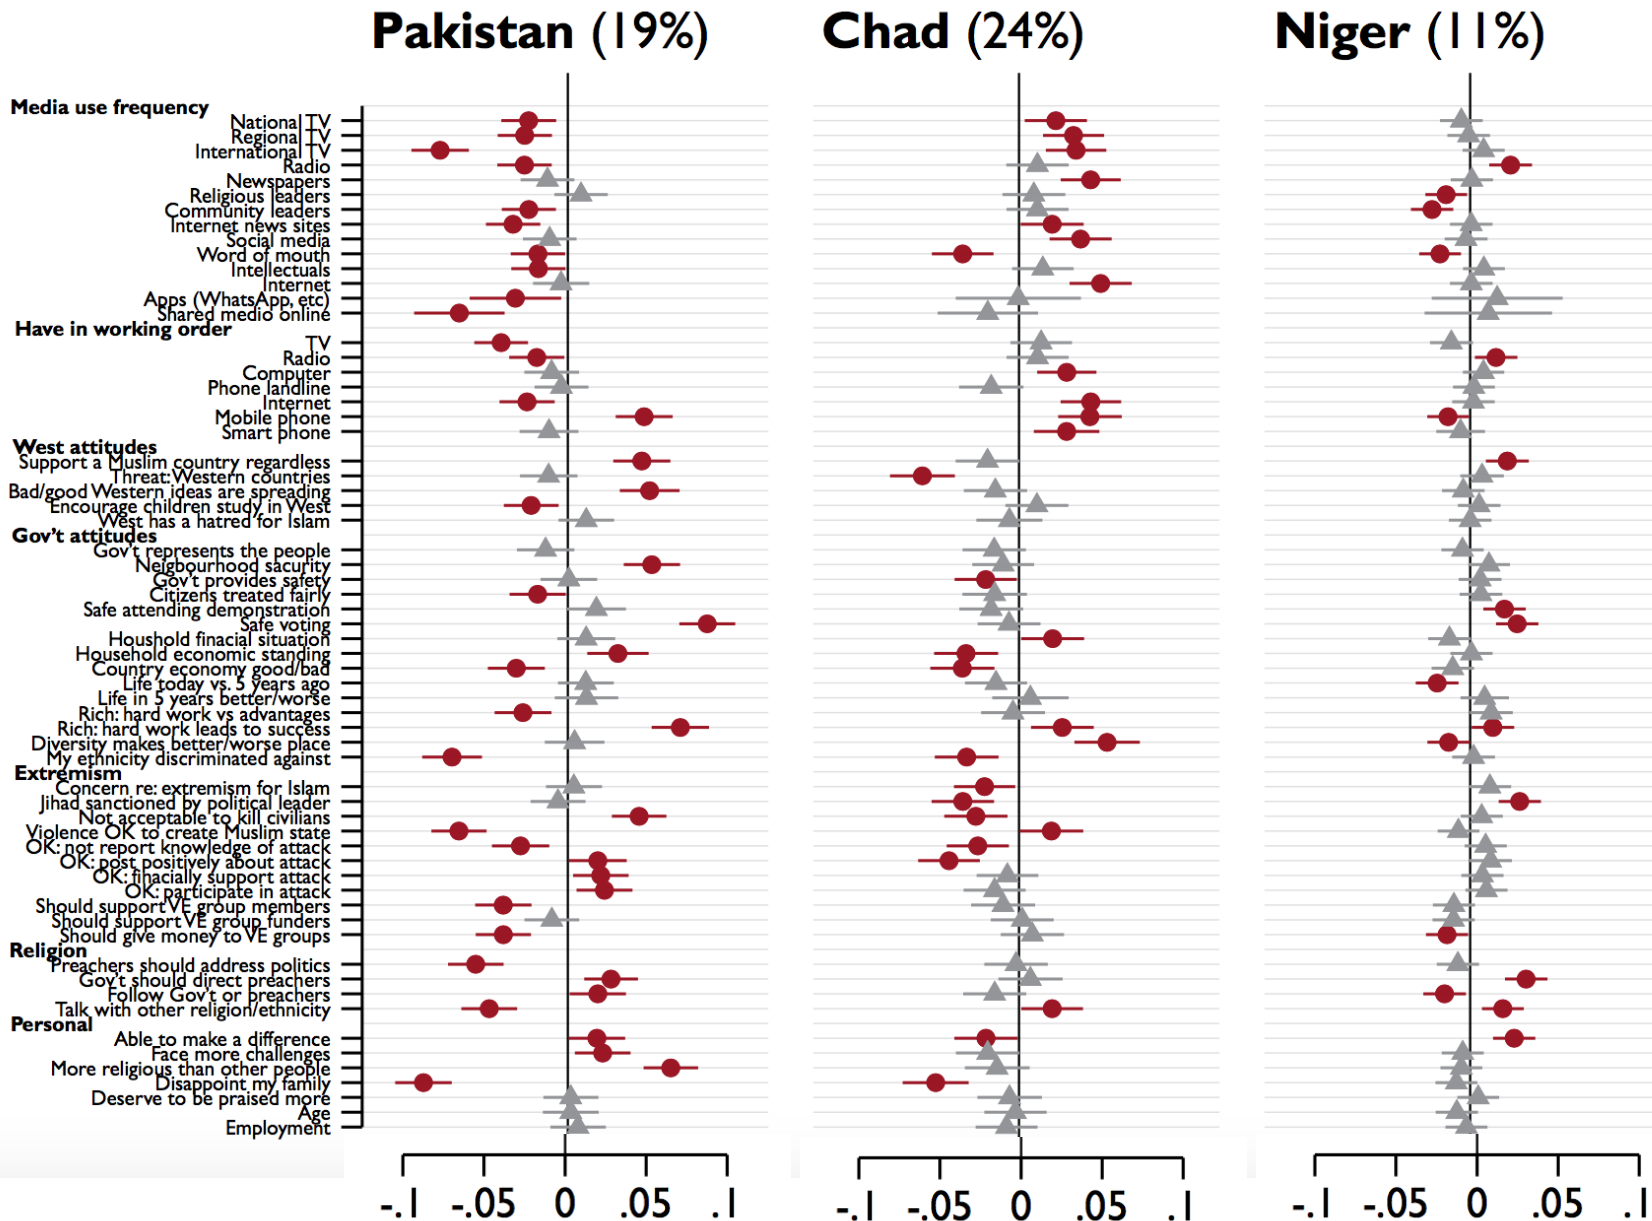 Pakistan (19%) Chad (24%) Niger (11%)
Media use frequency
National TV
Regional TV
International TV
Radio
Newspapers
Religious leaders
Community leaders
Internet news sites
Social media
Word of mouth
Intellectuals
Internet
Apps (WhatsApp, etc)
Shared medio online
Have in working order
TV
Radio
Computer
Phone landline
Internet
Mobile phone
Smart phone
West attitudes
Support a Muslim country regardless
Threat: Western countries
Bad/good Western ideas are spreading
Encourage children study in West
West has a hatred for Islam
Gov't attitudes
Gov't represents the people
Neigbourhood sacurity
Gov't provides safety
Citizens treated fairly
Safe attending demonstration
Safe voting
Houshold finacial situation
Household economic standing
Country economy good/bad
Life today vs. 5 years ago
Life in 5 years better/worse
Rich: hard work vs advantages
Rich: hard work leads to success
Diversity makes better/worse place
My ethnicity discriminated against
Extremism
Concern re: extremism for Islam
Jihad sanctioned by political leader
Not acceptable to kill civilians
Violence OK to create Muslim state
OK: not report knowledge of attack
OK: post positively about attack
OK: fihacially support attack
OK: participate in attack
Should support VE group members
Should support VE group funders
Should give money to VE groups
Religion
Preachers should address politics
Gov't should direct preachers
Follow Gov't or preachers
Talk with other religion/ethnicity
Personal
Able to make a difference
Face more challenges
More religious than other people
Disappoint my family
Deserve to be praised more
Age
Employment
-.1 -.05 0 .05 .1 -.1 -.05 0 .05 .1 -.1 -.05 0 .05 .1